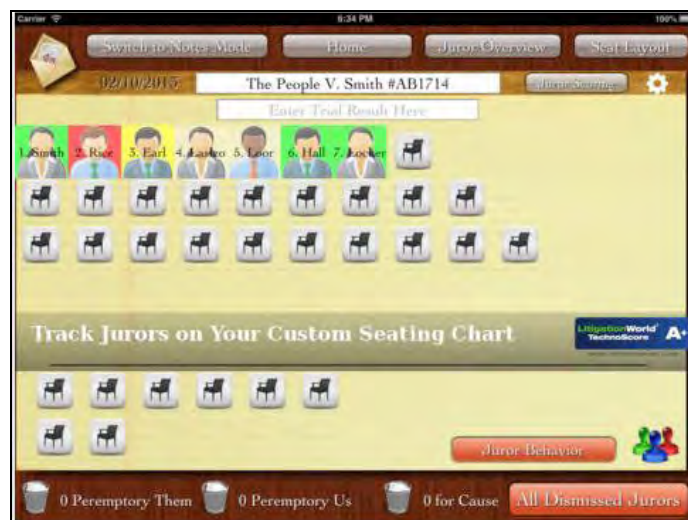 Carrier 6:34 PM 100%
Switch to Notes Mode Home Juror Overview Seat Layout
02/10/2015 The People V. Smith #AB1714 Juror Scoring
Enter Trial Result Here
1. Smith 2. Rice 3. Earl 4. Castro 5. Loor 6. Hall 7. Locker
Track Jurors on Your Custom Seating Chart
LitigationWorld
TechnoScore A+
Juror Behavior
0 Peremptory Them 0 Peremptory Us 0 for Cause All Dismissed Jurors